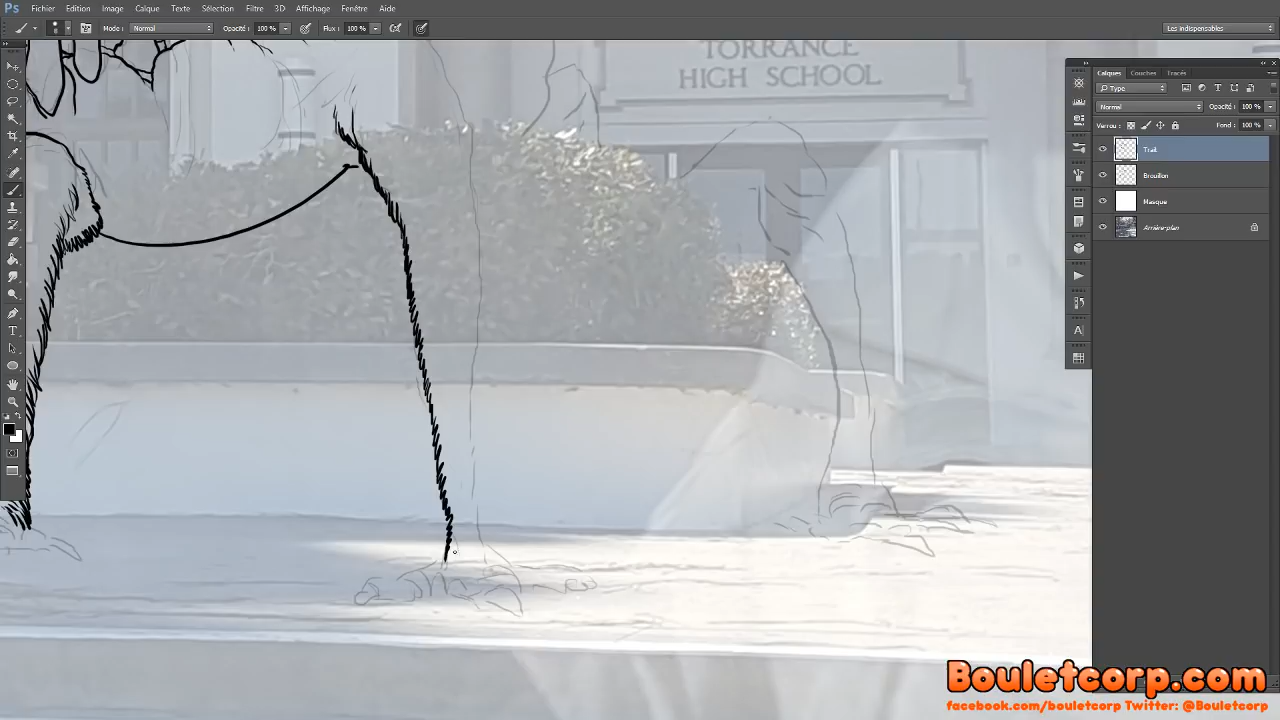 Ps Fichier Edition Image Calque Texte Sélection Filtre 3D Affichage Fenêtre Aide
Mode : Normal Opacité : 100 % Flux : 100 % Les indispensables
TORRANCE
HIGH SCHOOL
Calques Couches Tracés
Type
Normal Opacité : 100 %
Verrou : Fond : 100 %
Trait
Brouillon
Masque
Arrière-plan
Bouletcorp.com
facebook.com/bouletcorp Twitter: @Bouletcorp